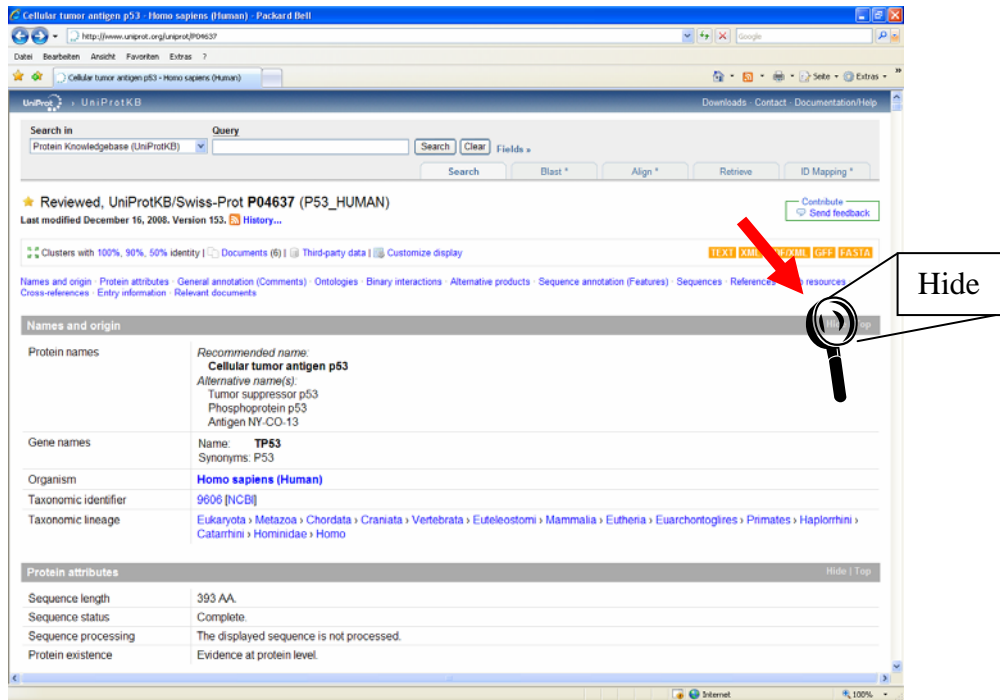 Cellular tumor antigen p53 - Homo sapiens (Human) - Packard Bell
http://www.uniprot.org/uniprot/P04637
Google
Datei Bearbeiten Ansicht Favoriten Extras ?
Cellular tumor antigen p53 - Homo sapiens (Human)
Seite Extras »
UniProt › UniProtKB
Downloads · Contact · Documentation/Help
Search in
Query
Protein Knowledgebase (UniProtKB)
Search Clear Fields »
Search Blast * Align * Retrieve ID Mapping *
Reviewed, UniProtKB/Swiss-Prot P04637 (P53_HUMAN)
Contribute
Send feedback
Last modified December 16, 2008. Version 153. History...
Clusters with 100%, 90%, 50% identity | Documents (6) | Third-party data | Customize display
TEXT XML GFF FASTA
Names and origin · Protein attributes · General annotation (Comments) · Ontologies · Binary interactions · Alternative products · Sequence annotation (Features) · Sequences · References · resources
Cross-references · Entry information · Relevant documents
Hide
Names and origin
Top
Protein names
Recommended name:
Cellular tumor antigen p53
Alternative name(s):
Tumor suppressor p53
Phosphoprotein p53
Antigen NY-CO-13
Gene names
Name: TP53
Synonyms: P53
Organism
Homo sapiens (Human)
Taxonomic identifier
9606 [NCBI]
Taxonomic lineage
Eukaryota › Metazoa › Chordata › Craniata › Vertebrata › Euteleostomi › Mammalia › Eutheria › Euarchontoglires › Primates › Haplorrhini ›
Catarrhini › Hominidae › Homo
Protein attributes
Hide | Top
Sequence length
393 AA.
Sequence status
Complete.
Sequence processing
The displayed sequence is not processed.
Protein existence
Evidence at protein level.
Internet
100%